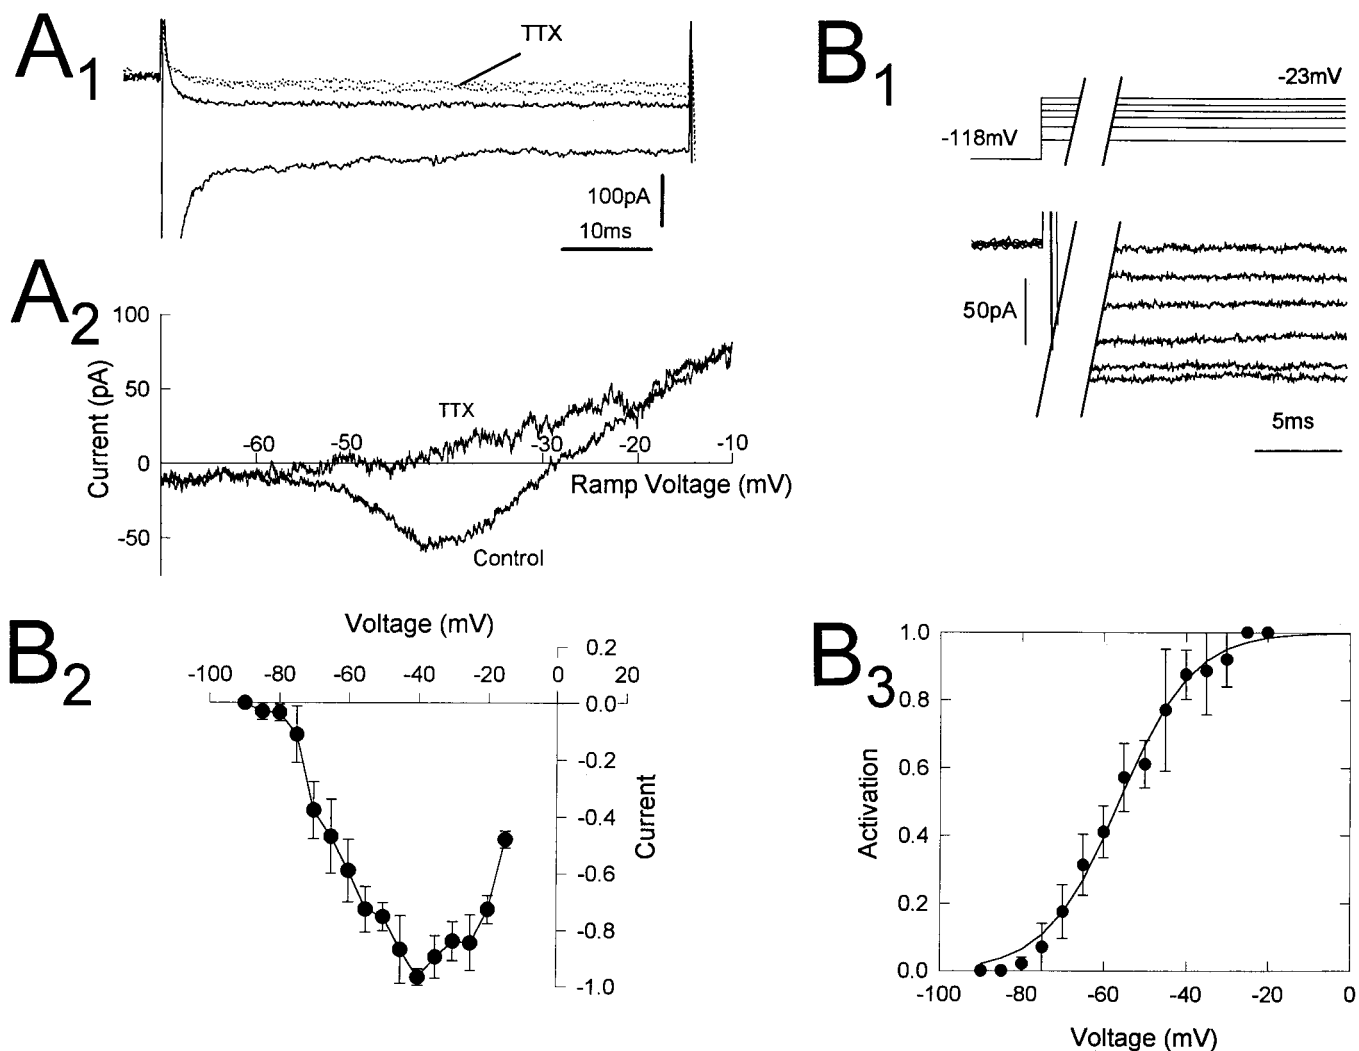 A1
TTX
100pA
10ms
B1
-23mV
-118mV
50pA
5ms
A2
100
50
0
-50
Current (pA)
-60
-50
-30
-20
-10
TTX
Ramp Voltage (mV)
Control
B2
Voltage (mV)
-100
-80
-60
-40
-20
0
20
0.2
0.0
-0.2
-0.4
-0.6
-0.8
-1.0
Current
B3
1.0
0.8
0.6
0.4
0.2
0.0
Activation
-100
-80
-60
-40
-20
0
Voltage (mV)